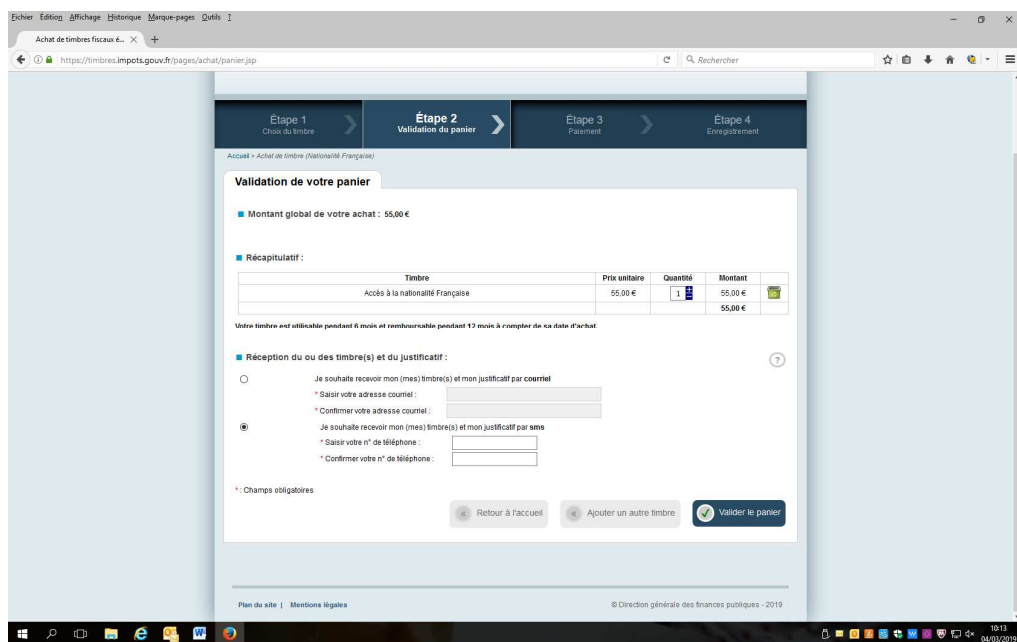 Fichier Édition Affichage Historique Marque-pages Outils ?
Achat de timbres fiscaux é... × +
https://timbres.impots.gouv.fr/pages/achat/panier.jsp
Rechercher
Étape 1
Choix du timbre
Étape 2
Validation du panier
Étape 3
Paiement
Étape 4
Enregistrement
Accueil > Achat de timbre (Nationalité Française)
Validation de votre panier
Montant global de votre achat : 55,00 €
Récapitulatif :
Timbre Prix unitaire Quantité Montant
Accès à la nationalité Française 55,00 € 1 55,00 €
55,00 €
Votre timbre est utilisable pendant 6 mois et remboursable pendant 12 mois à compter de sa date d'achat.
Réception du ou des timbre(s) et du justificatif : ?
Je souhaite recevoir mon (mes) timbre(s) et mon justificatif par courriel
* Saisir votre adresse courriel :
* Confirmer votre adresse courriel :
Je souhaite recevoir mon (mes) timbre(s) et mon justificatif par sms
* Saisir votre n° de téléphone :
* Confirmer votre n° de téléphone :
* : Champs obligatoires
Retour à l'accueil
Ajouter un autre timbre
Valider le panier
Plan du site | Mentions légales
© Direction générale des finances publiques - 2019
10:13
04/03/2019